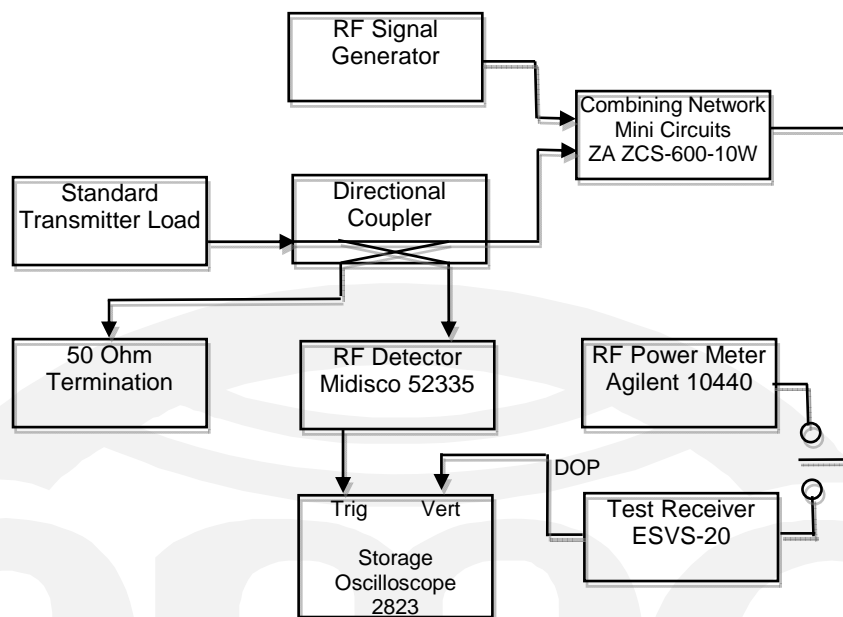 RF Signal
Generator
Combining Network
Mini Circuits
ZA ZCS-600-10W
Standard
Transmitter Load
Directional
Coupler
50 Ohm
Termination
RF Detector
Midisco 52335
RF Power Meter
Agilent 10440
DOP
Trig Vert
Storage
Oscilloscope
2823
Test Receiver
ESVS-20